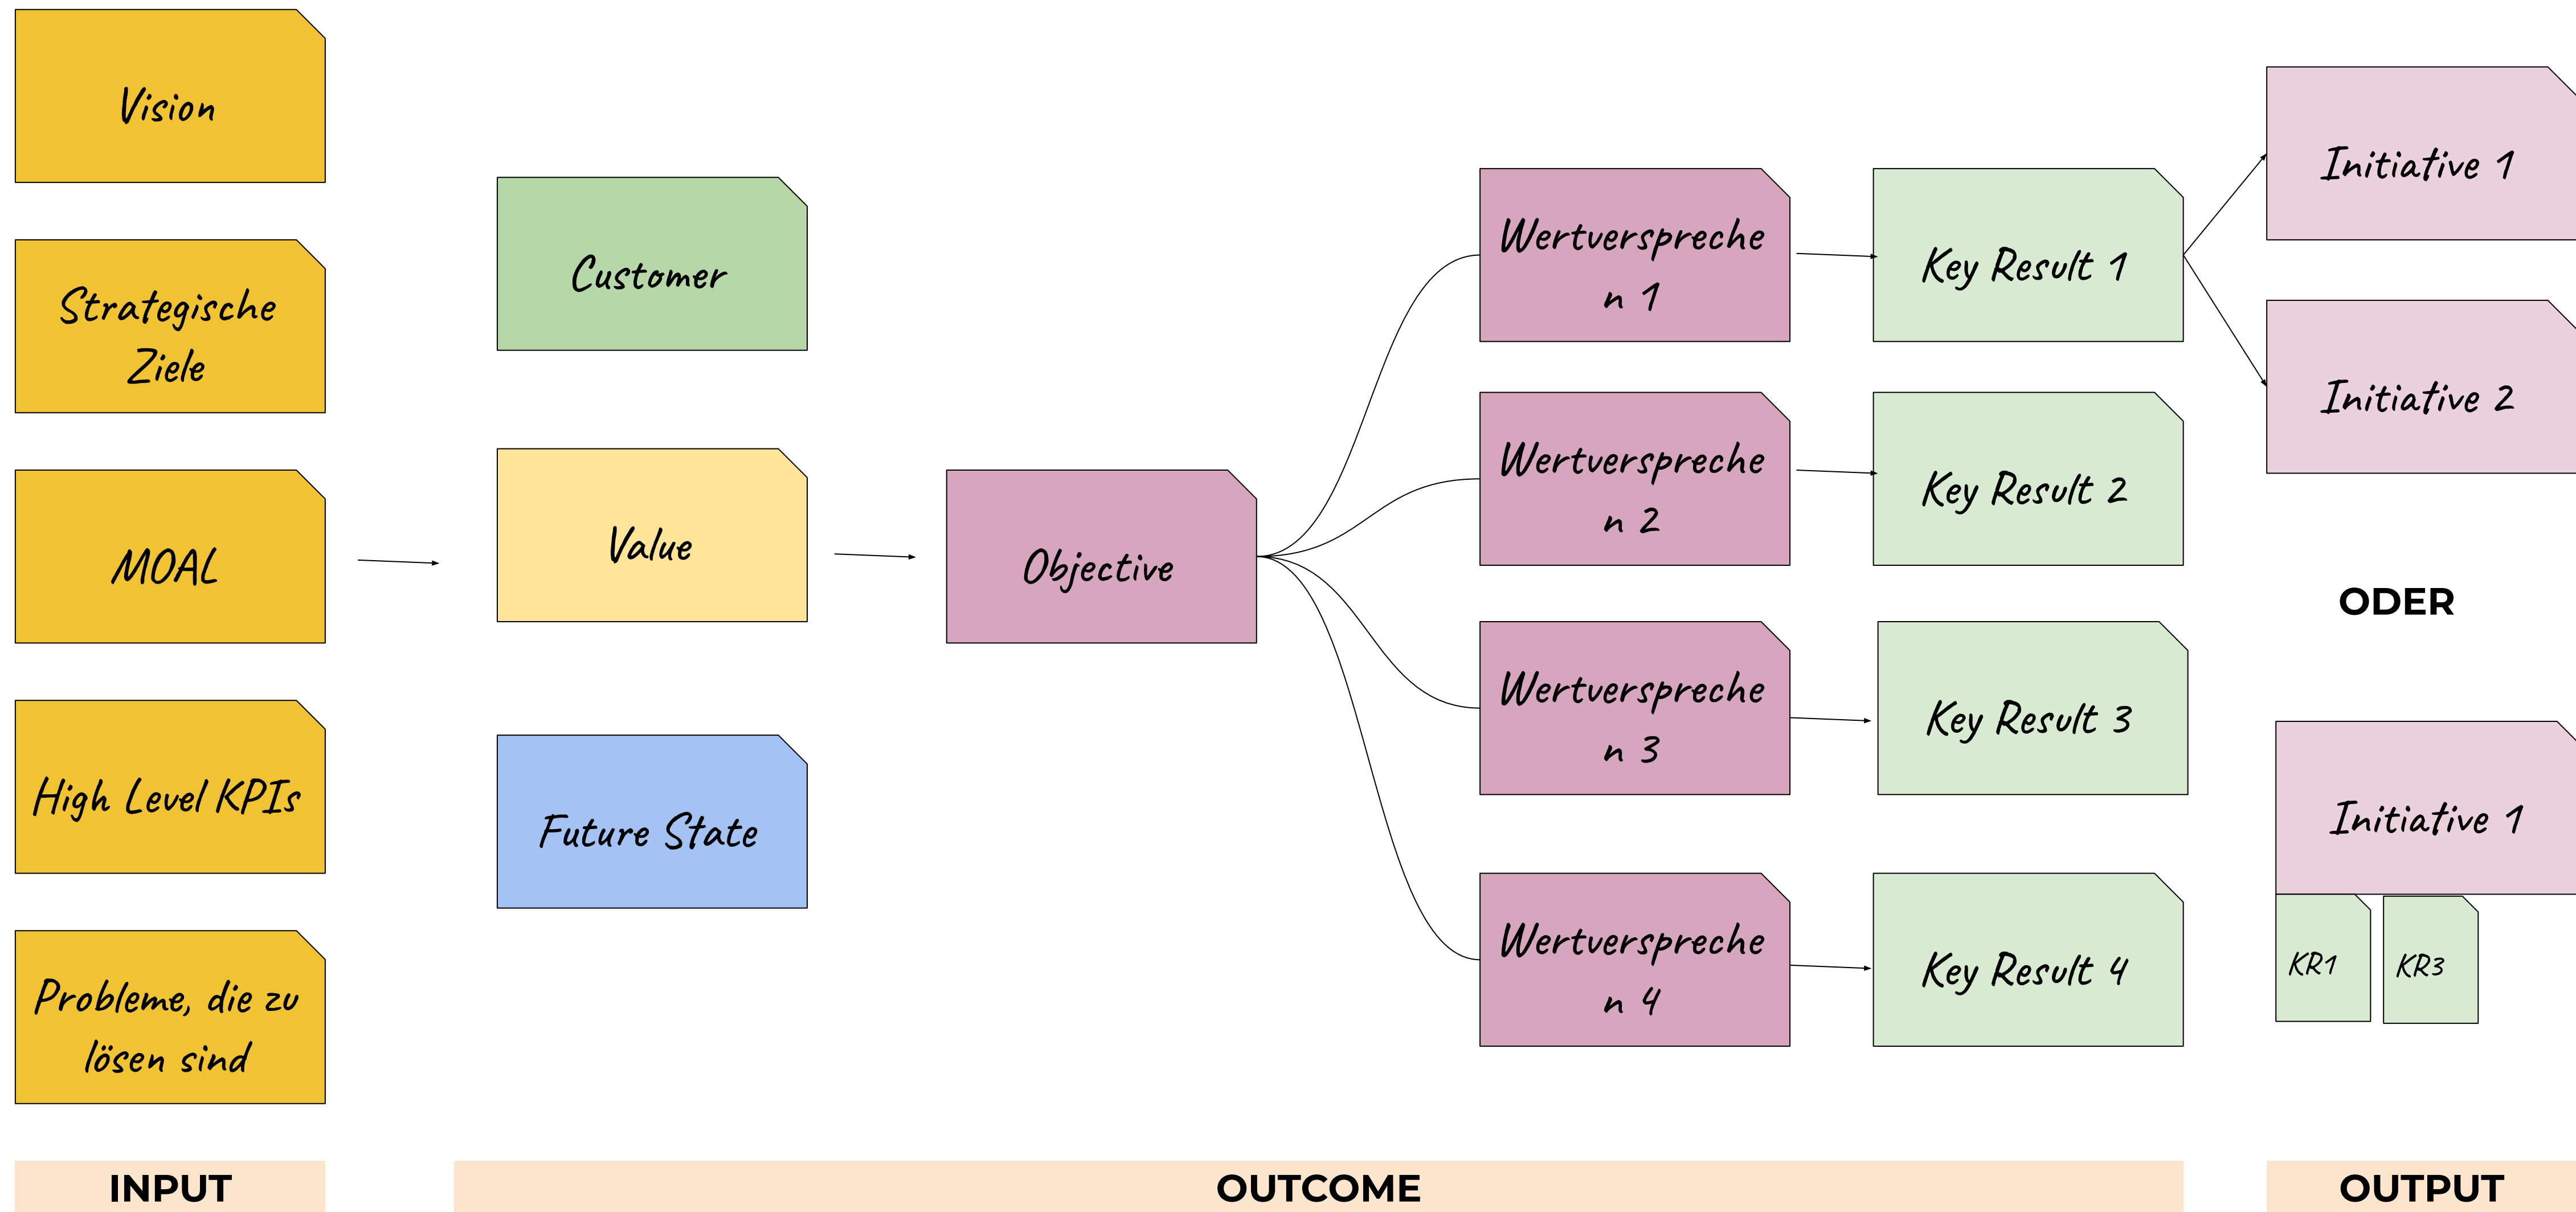 Vision
Strategische
Ziele
MOAL
High Level KPIs
Probleme, die zu
lösen sind
INPUT
Customer
Value
Future State
Objective
Wertverspreche
n 1
Wertverspreche
n 2
Wertverspreche
n 3
Wertverspreche
n 4
Key Result 1
Key Result 2
Key Result 3
Key Result 4
OUTCOME
Initiative 1
Initiative 2
ODER
Initiative 1
KR1
KR3
OUTPUT